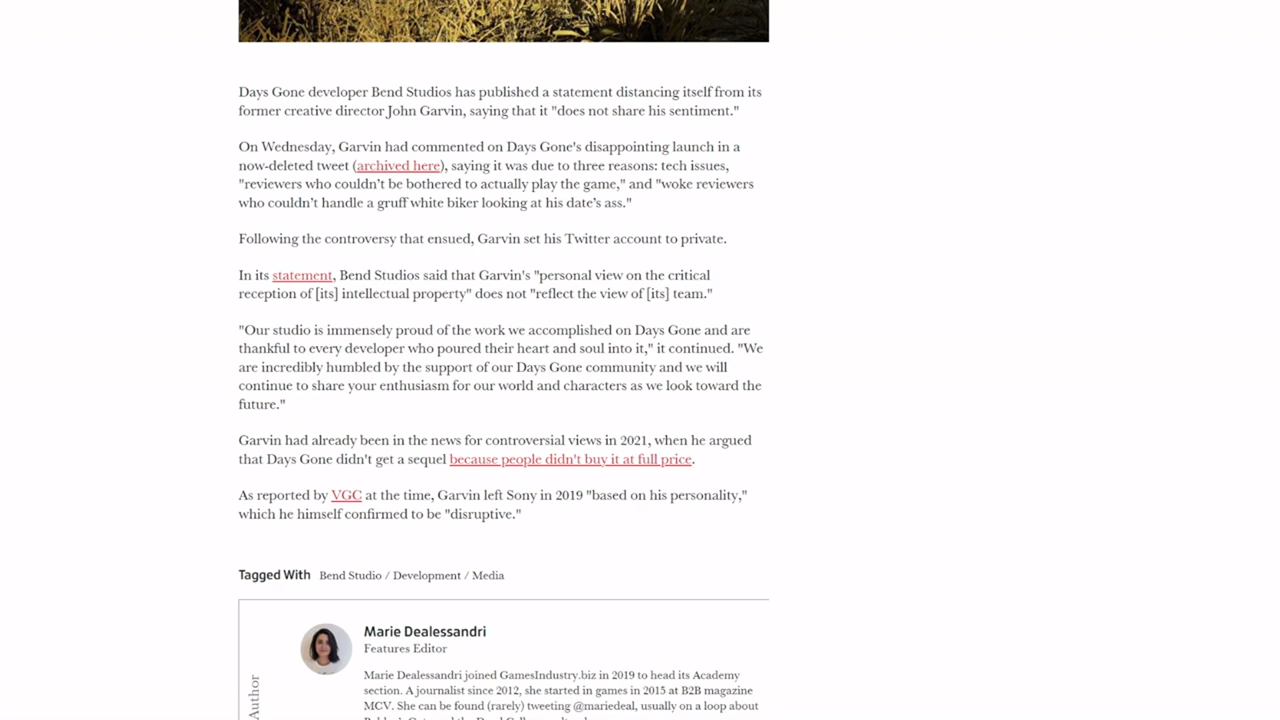 Days Gone developer Bend Studios has published a statement distancing itself from its
former creative director John Garvin, saying that it "does not share his sentiment."
On Wednesday, Garvin had commented on Days Gone's disappointing launch in a
now-deleted tweet (archived here), saying it was due to three reasons: tech issues,
"reviewers who couldn't be bothered to actually play the game," and "woke reviewers
who couldn't handle a gruff white biker looking at his date's ass."
Following the controversy that ensued, Garvin set his Twitter account to private.
In its statement, Bend Studios said that Garvin's "personal view on the critical
reception of [its] intellectual property" does not "reflect the view of [its] team."
"Our studio is immensely proud of the work we accomplished on Days Gone and are
thankful to every developer who poured their heart and soul into it," it continued. "We
are incredibly humbled by the support of our Days Gone community and we will
continue to share your enthusiasm for our world and characters as we look toward the
future."
Garvin had already been in the news for controversial views in 2021, when he argued
that Days Gone didn't get a sequel because people didn't buy it at full price.
As reported by VGC at the time, Garvin left Sony in 2019 "based on his personality,"
which he himself confirmed to be "disruptive."
Tagged With Bend Studio / Development / Media
Author
Marie Dealessandri
Features Editor
Marie Dealessandri joined GamesIndustry.biz in 2019 to head its Academy
section. A journalist since 2012, she started in games in 2015 at B2B magazine
MCV. She can be found (rarely) tweeting @mariedeal, usually on a loop about